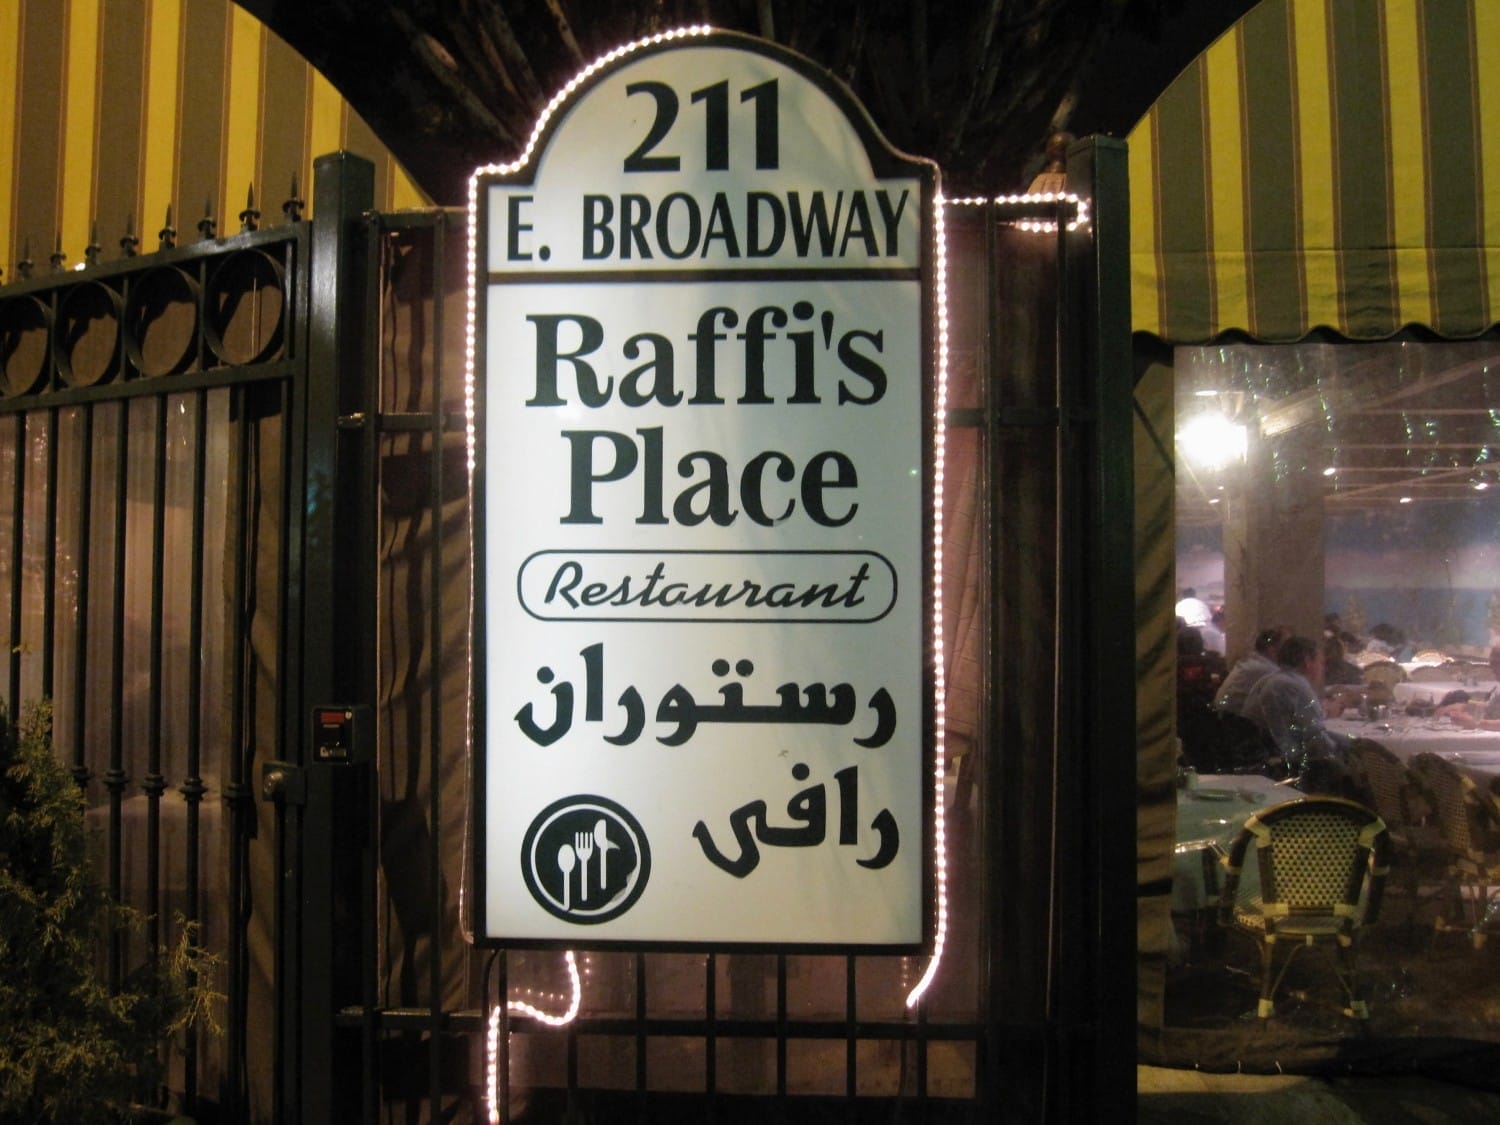 211
E. BROADWAY
Raffi's
Place
Restaurant
رستوران
رافی